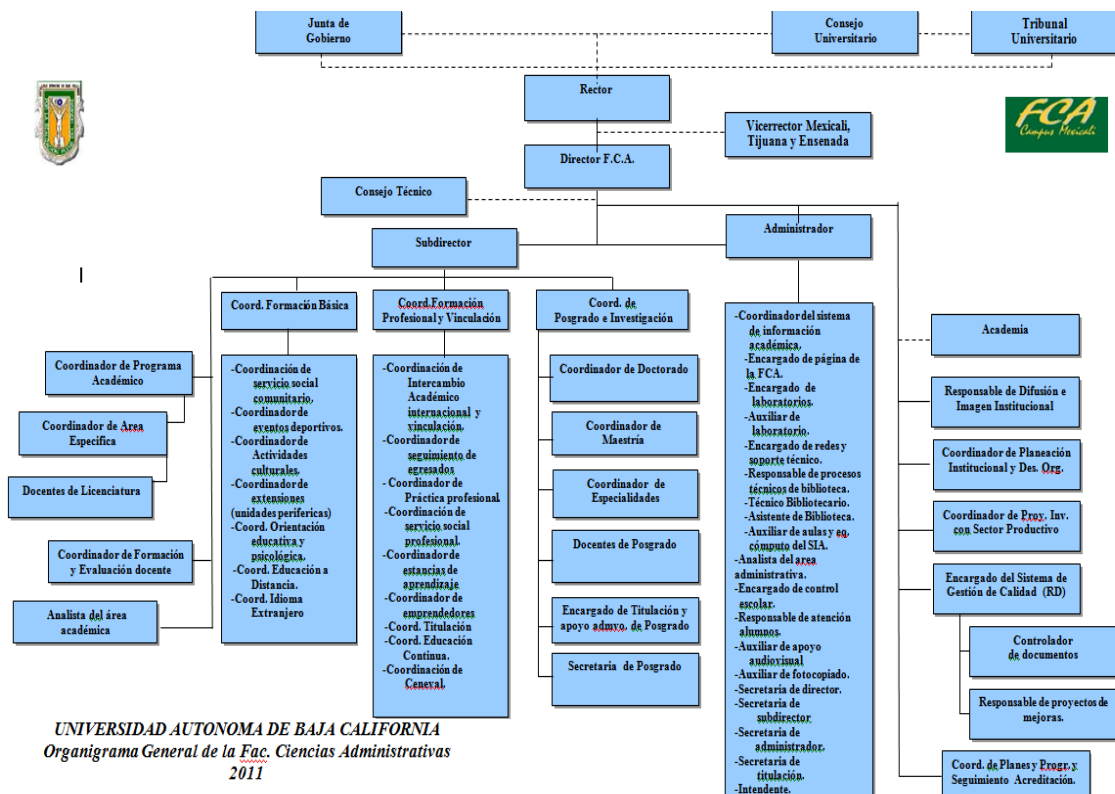 Junta de
Gobierno
Consejo
Universitario
Tribunal
Universitario
Rector
FCA
Campus Mexicali
Vicerrector Mexicali,
Tijuana y Ensenada
Director F.C.A.
Consejo Técnico
Subdirector
Administrador
Coord. Formación Básica
Coord.Formación
Profesional y Vinculación
Coord. de
Posgrado e Investigación
Coordinador de Programa
Académico
Coordinador de Area
Especifica
Docentes de Licenciatura
Coordinador de Formación
y Evaluación docente
Analista del área
académica
-Coordinación de
servicio social
comunitario.
-Coordinador de
eventos deportivos.
-Coordinador de
Actividades
culturales.
-Coordinador de
extensiones
(unidades perifericas)
-Coord. Orientación
educativa y
psicológica.
-Coord. Educación a
Distancia.
-Coord. Idioma
Extranjero
-Coordinación de
Intercambio
Académico
internacional y
vinculación.
-Coordinador de
seguimiento de
egresados
-Coordinador de
Práctica profesional.
-Coordinación de
servicio social
profesional.
-Coordinador de
estancias de
aprendizaje
-Coordinador de
emprendedores
-Coord. Titulación
-Coord. Educación
Continua.
-Coordinación de
Ceneval.
Coordinador de Doctorado
Coordinador de
Maestría
Coordinador de
Especialidades
Docentes de Posgrado
Encargado de Titulación y
apoyo admvo. de Posgrado
Secretaria de Posgrado
-Coordinador del sistema
de información
académica.
-Encargado de página de
la FCA.
-Encargado de
laboratorios.
-Auxiliar de
laboratorio.
-Encargado de redes y
soporte técnico.
-Responsable de procesos
técnicos de biblioteca.
-Técnico Bibliotecario.
-Asistente de Biblioteca.
-Auxiliar de aulas y eq.
cómputo del SIA.
-Analista del area
administrativa.
-Encargado de control
escolar.
-Responsable de atención
alumnos.
-Auxiliar de apoyo
audiovisual
-Auxiliar de fotocopiado.
-Secretaria de director.
-Secretaria de
subdirector
-Secretaria de
administrador.
-Secretaria de
titulación.
-Intendente.
Academia
Responsable de Difusión e
Imagen Institucional
Coordinador de Planeación
Institucional y Des. Org.
Coordinador de Proy. Inv.
con Sector Productivo
Encargado del Sistema de
Gestión de Calidad (RD)
Controlador
de documentos
Responsable de proyectos de
mejoras.
Coord. de Planes y Progr. y
Seguimiento Acreditación.
UNIVERSIDAD AUTONOMA DE BAJA CALIFORNIA
Organigrama General de la Fac. Ciencias Administrativas
2011